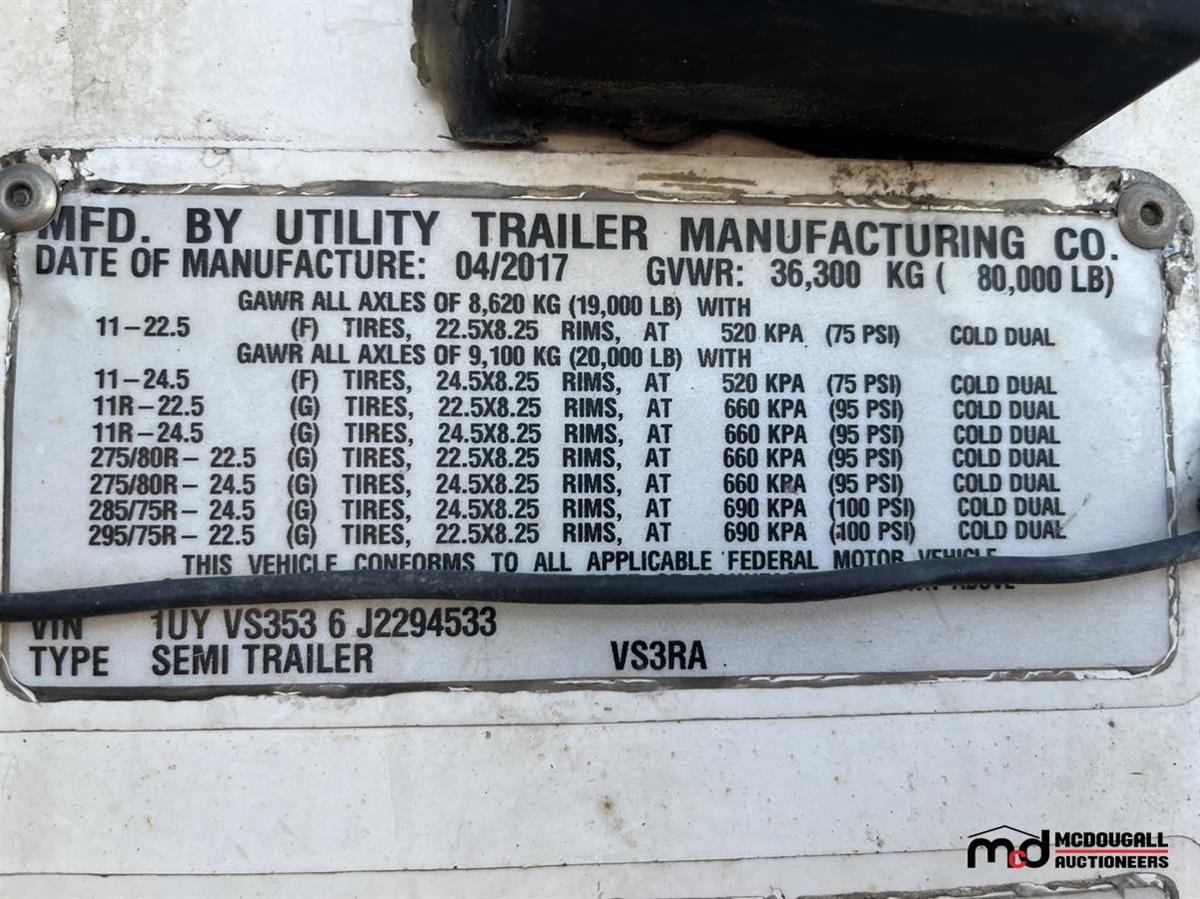 MFD. BY UTILITY TRAILER MANUFACTURING CO.
DATE OF MANUFACTURE: 04/2017 GVWR: 36,300 KG ( 80,000 LB)
GAWR ALL AXLES OF 8,620 KG (19,000 LB) WITH
11-22.5 (F) TIRES, 22.5X8.25 RIMS, AT 520 KPA (75 PSI) COLD DUAL
GAWR ALL AXLES OF 9,100 KG (20,000 LB) WITH
11-24.5 (F) TIRES, 24.5X8.25 RIMS, AT 520 KPA (75 PSI) COLD DUAL
11R-22.5 (G) TIRES, 22.5X8.25 RIMS, AT 660 KPA (95 PSI) COLD DUAL
11R-24.5 (G) TIRES, 24.5X8.25 RIMS, AT 660 KPA (95 PSI) COLD DUAL
275/80R- 22.5 (G) TIRES, 22.5X8.25 RIMS, AT 660 KPA (95 PSI) COLD DUAL
275/80R- 24.5 (G) TIRES, 24.5X8.25 RIMS, AT 660 KPA (95 PSI) COLD DUAL
285/75R- 24.5 (G) TIRES, 24.5X8.25 RIMS, AT 690 KPA (100 PSI) COLD DUAL
295/75R- 22.5 (G) TIRES, 22.5X8.25 RIMS, AT 690 KPA (100 PSI) COLD DUAL
THIS VEHICLE CONFORMS TO ALL APPLICABLE FEDERAL MOTOR VEHICLE
ABOVE
VIN 1UY VS353 6 J2294533
TYPE SEMI TRAILER VS3RA
mcd MCDOUGALL
AUCTIONEERS